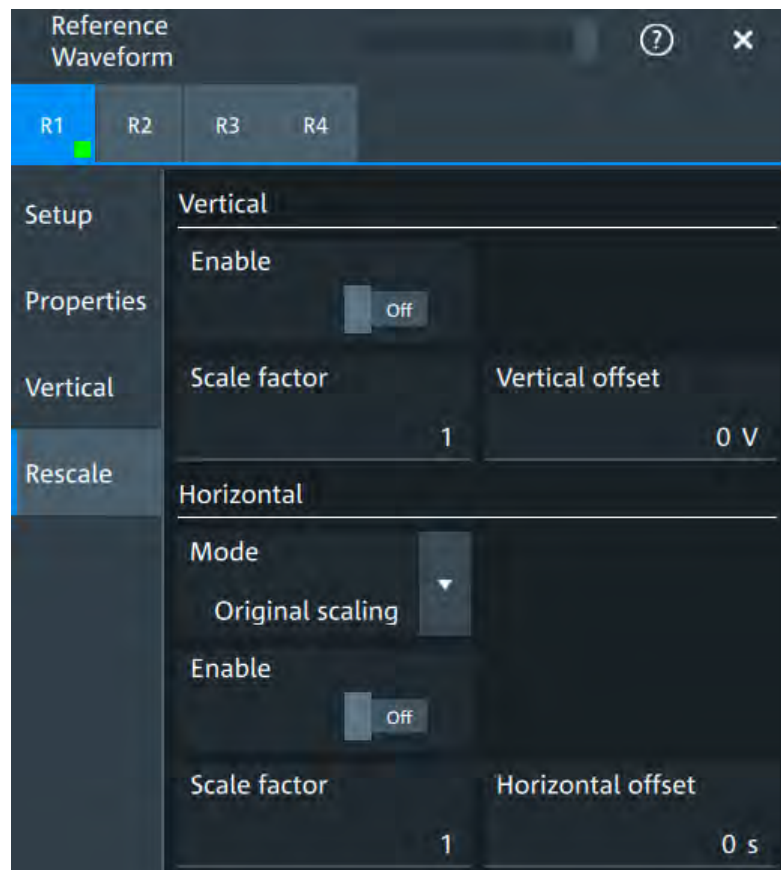 Reference
Waveform
R1 R2 R3 R4
Setup
Properties
Vertical
Rescale
Vertical
Enable
Off
Scale factor Vertical offset
1 0 V
Horizontal
Mode
Original scaling
Enable
Off
Scale factor Horizontal offset
1 0 s